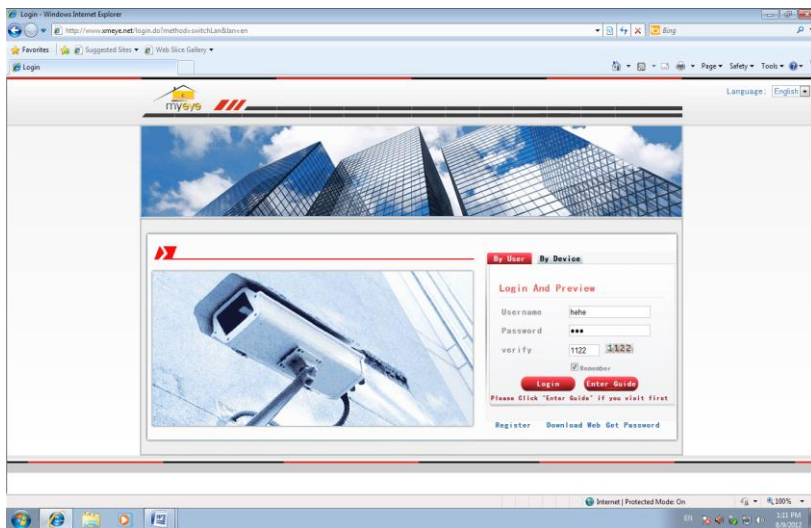 Login - Windows Internet Explorer
http://www.xmeye.net/login.do?method=switchLan&lan=en
Bing
Favorites Suggested Sites Web Slice Gallery
Login
Page Safety Tools
Language: English
myeye
By User By Device
Login And Preview
Username hehe
Password
verify 1122 1122
Remember
Login Enter Guide
Please Click "Enter Guide" if you visit first
Register Download Web Get Password
Internet | Protected Mode: On 100%
EN 3:11 PM